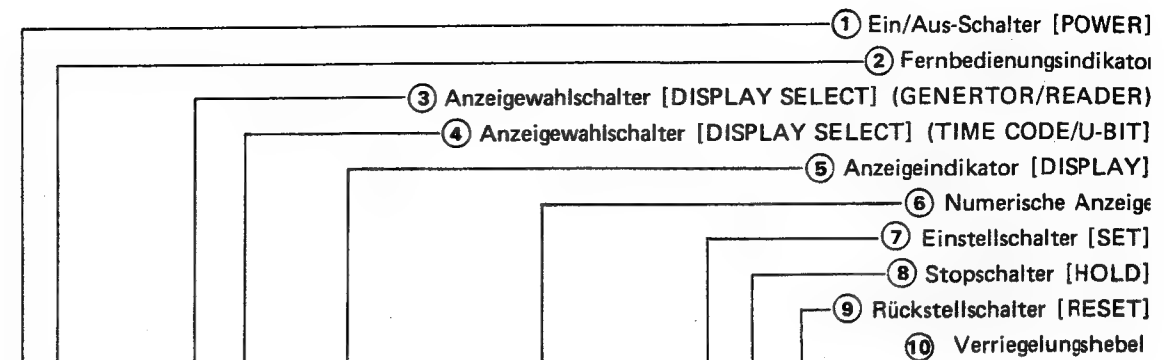 ① Ein/Aus-Schalter [POWER]
② Fernbedienungsindikator
③ Anzeigewahlschalter [DISPLAY SELECT] (GENERTOR/READER)
④ Anzeigewahlschalter [DISPLAY SELECT] (TIME CODE/U-BIT]
⑤ Anzeigeindikator [DISPLAY]
⑥ Numerische Anzeige
⑦ Einstellschalter [SET]
⑧ Stopschalter [HOLD]
⑨ Rückstellschalter [RESET]
⑩ Verriegelungshebel